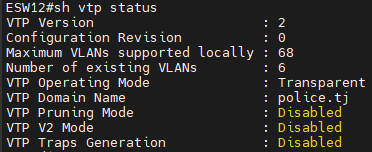 ESW12#sh vtp status
VTP Version                     : 2
Configuration Revision          : 0
Maximum VLANs supported locally : 68
Number of existing VLANs        : 6
VTP Operating Mode              : Transparent
VTP Domain Name                 : police.tj
VTP Pruning Mode                : Disabled
VTP V2 Mode                     : Disabled
VTP Traps Generation            : Disabled